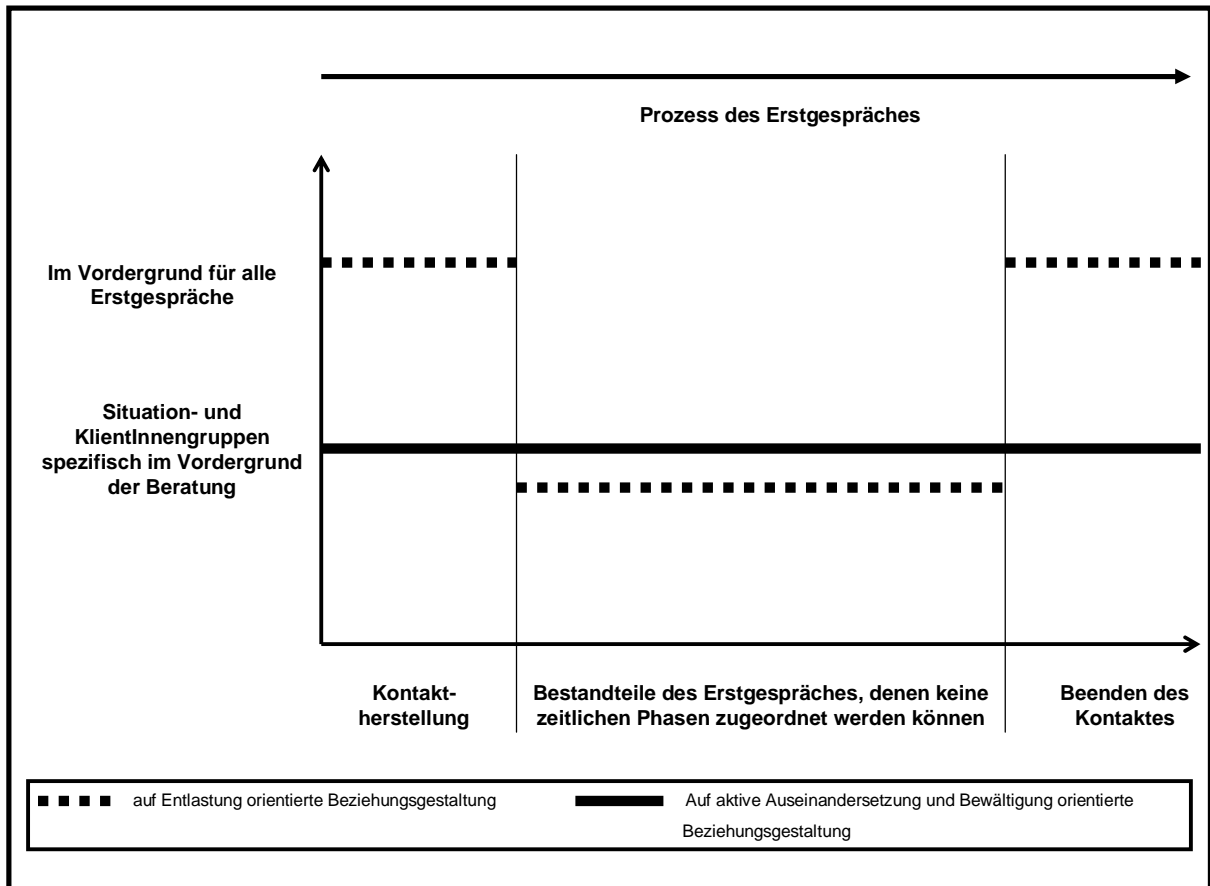 Prozess des Erstgespräches
Im Vordergrund für alle
Erstgespräche
Situation- und
KlientInnengruppen
spezifisch im Vordergrund
der Beratung
Kontakt-
herstellung
Bestandteile des Erstgespräches, denen keine
zeitlichen Phasen zugeordnet werden können
Beenden des
Kontaktes
auf Entlastung orientierte Beziehungsgestaltung
Auf aktive Auseinandersetzung und Bewältigung orientierte
Beziehungsgestaltung